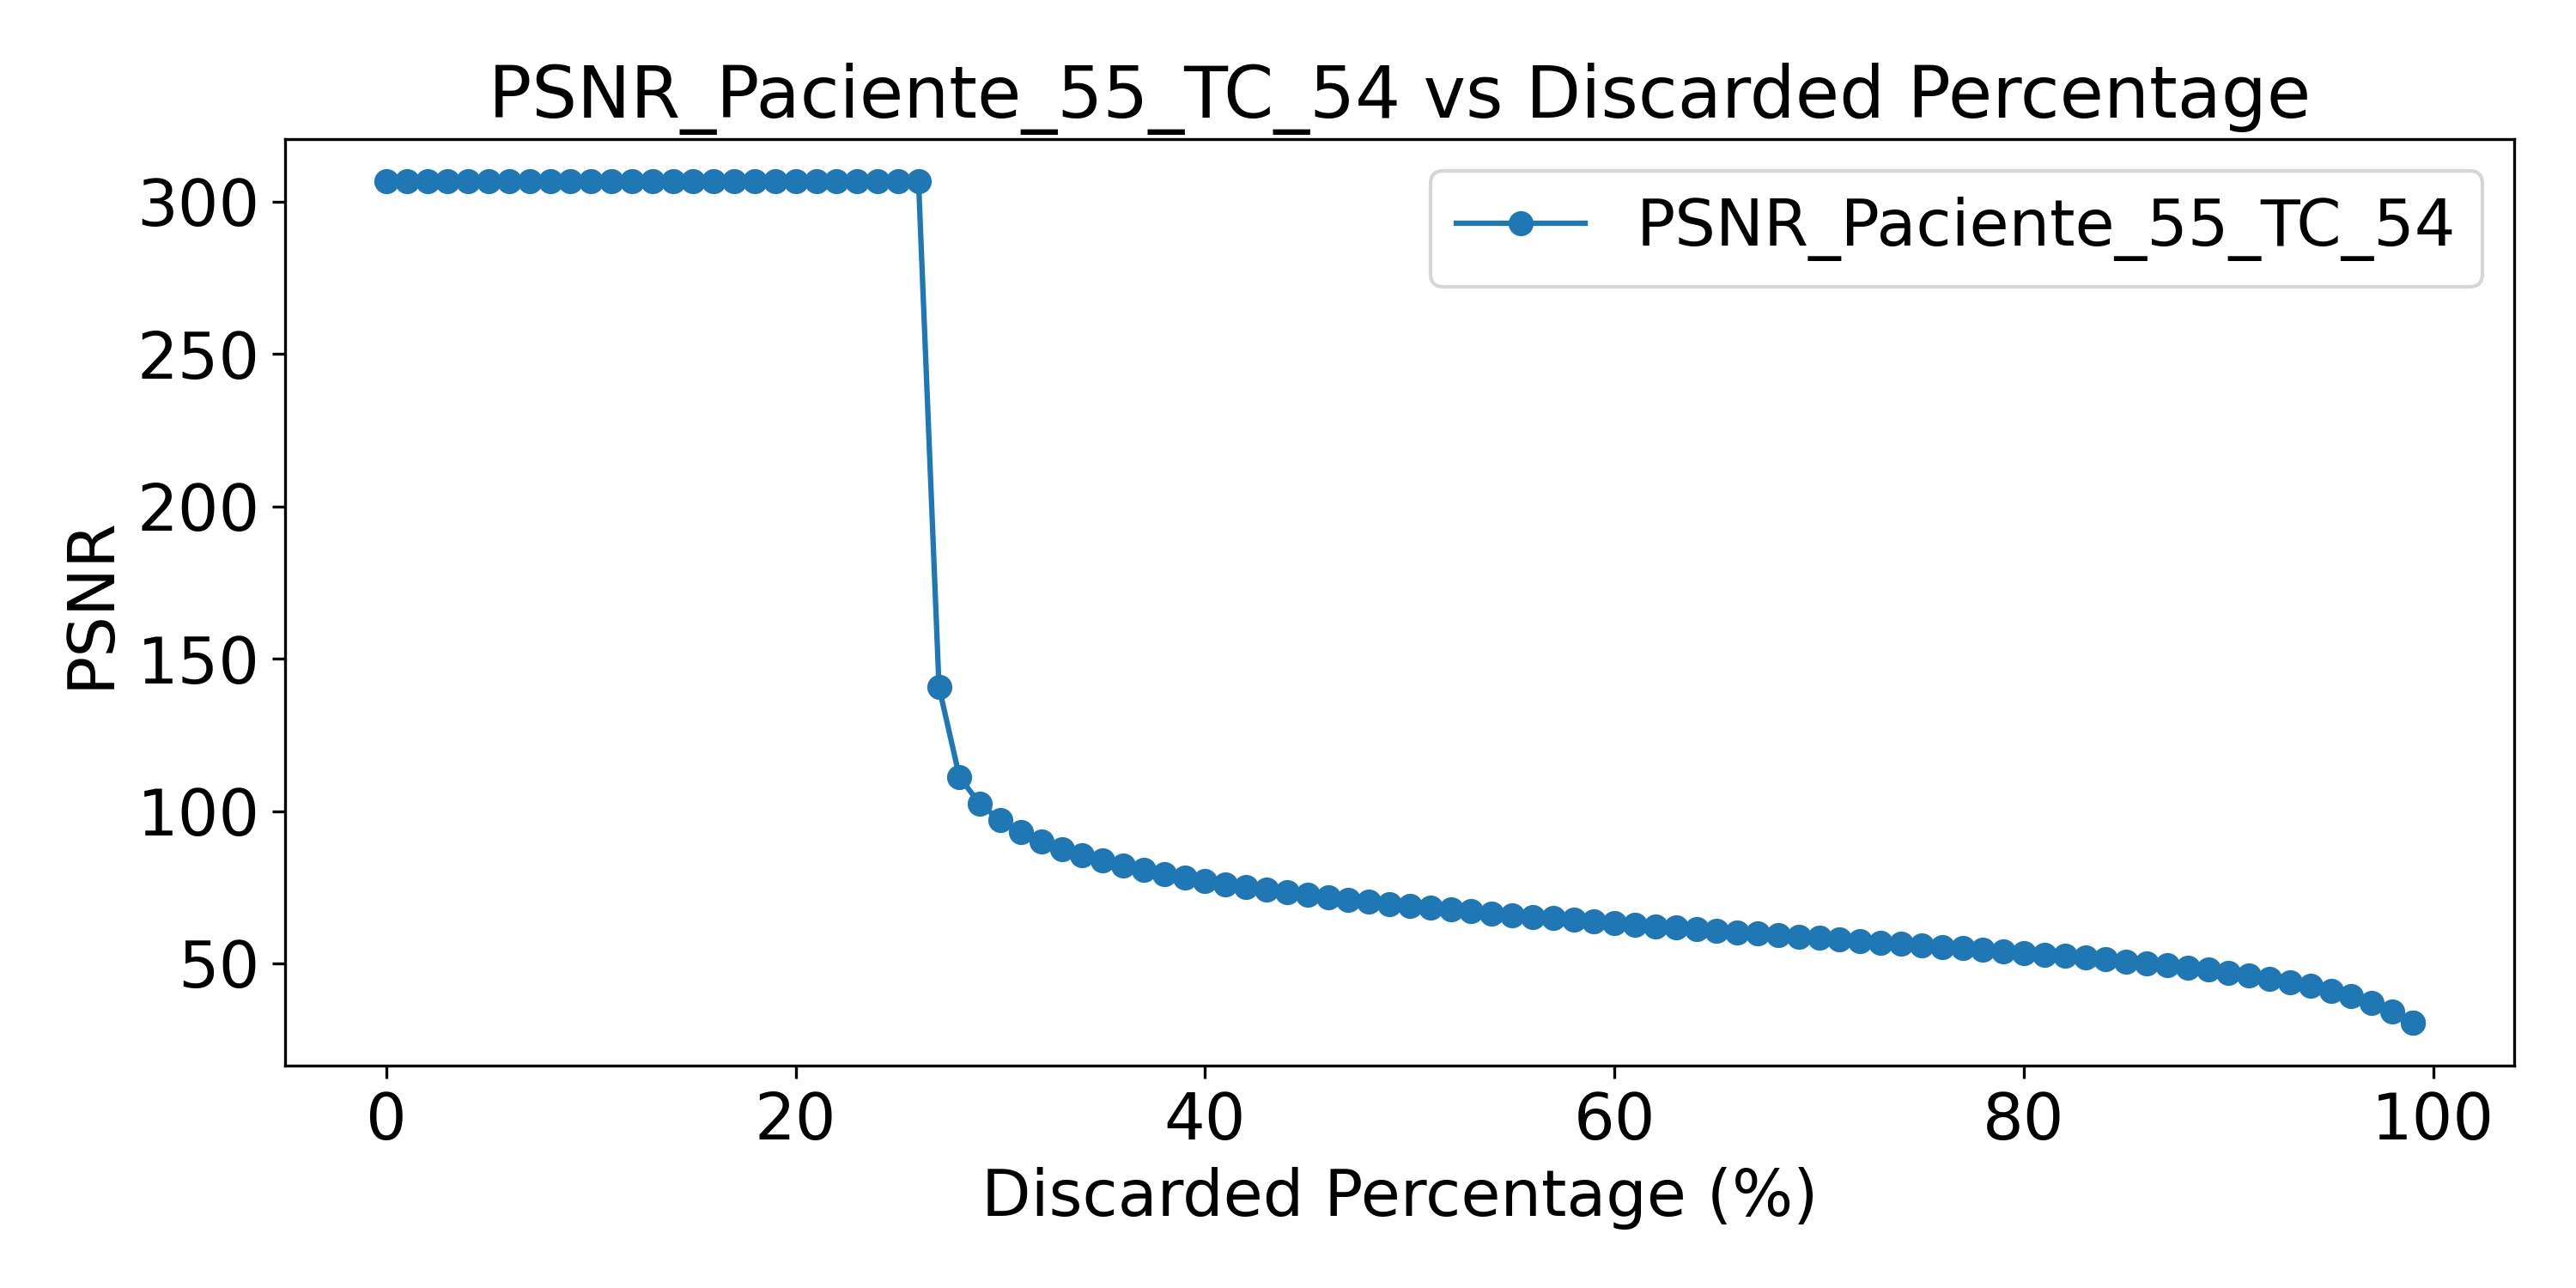 PSNR_Paciente_55_TC_54 vs Discarded Percentage
PSNR_Paciente_55_TC_54
300
250
200
150
100
50
PSNR
0 20 40 60 80 100
Discarded Percentage (%)